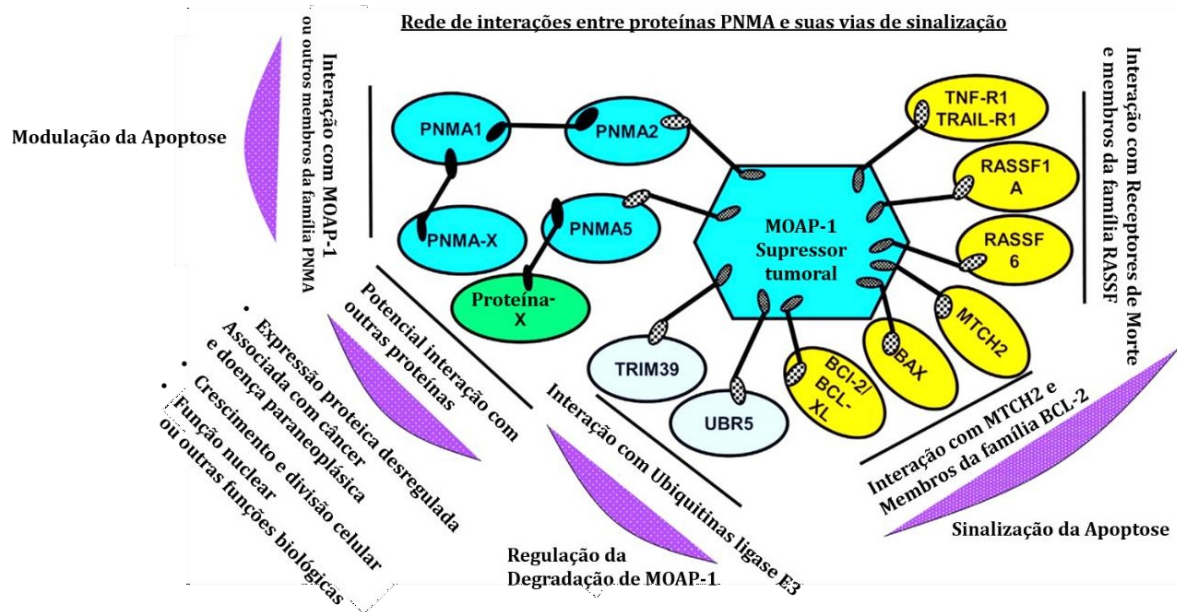 Rede de interações entre proteínas PNMA e suas vias de sinalização
Modulação da Apoptose
Interação com MOAP-1
ou outros membros da família PNMA
PNMA1
PNMA2
PNMA-X
PNMA5
Proteína-
X
MOAP-1
Supressor
tumoral
TNF-R1
TRAIL-R1
RASSF1
A
RASSF
6
MTCH2
BAX
BCl-2/
BCL-
XL
UBR5
TRIM39
Interação com Receptores de Morte
e membros da família RASSF
Potencial interação com
outras proteínas
• Expressão proteica desregulada
Associada com câncer
e doença paraneoplásica
• Crescimento e divisão celular
• Função nuclear
ou outras funções biológicas
Interação com Ubiquitinas ligase E3
Regulação da
Degradação de MOAP-1
Interação com MTCH2 e
Membros da família BCL-2
Sinalização da Apoptose